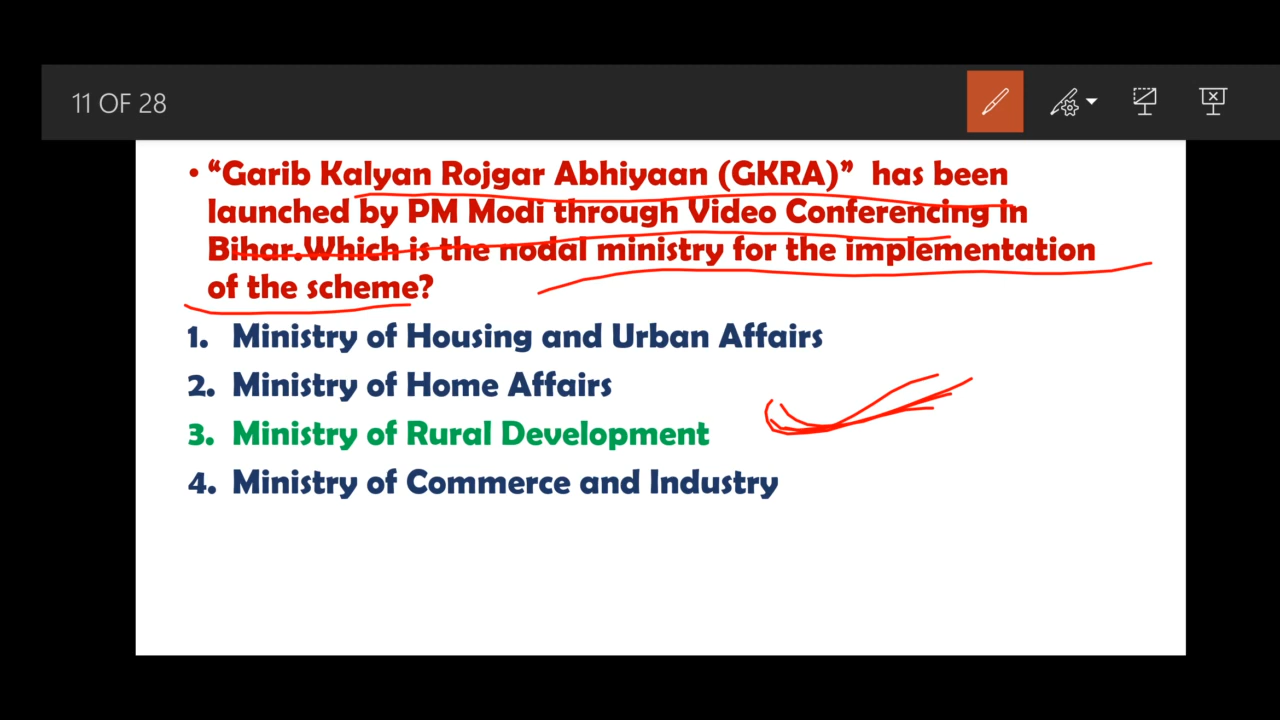 11 OF 28
• “Garib Kalyan Rojgar Abhiyaan (GKRA)” has been
launched by PM Modi through Video Conferencing in
Bihar.Which is the nodal ministry for the implementation
of the scheme?
1. Ministry of Housing and Urban Affairs
2. Ministry of Home Affairs
3. Ministry of Rural Development
4. Ministry of Commerce and Industry